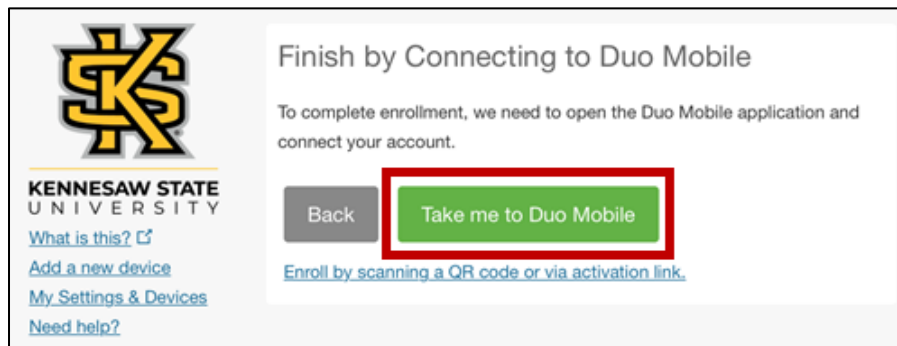 KS
KENNESAW STATE
UNIVERSITY
What is this?
Add a new device
My Settings & Devices
Need help?
Finish by Connecting to Duo Mobile
To complete enrollment, we need to open the Duo Mobile application and
connect your account.
Back
Take me to Duo Mobile
Enroll by scanning a QR code or via activation link.